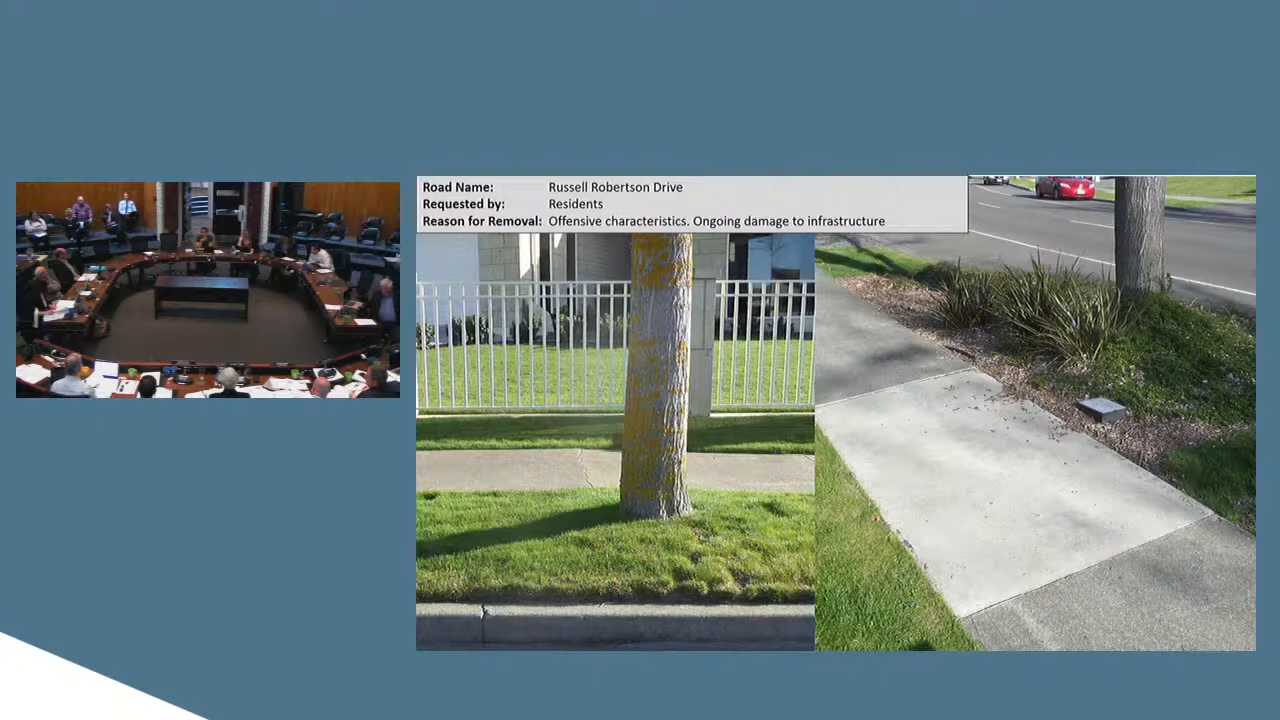 Road Name: Russell Robertson Drive
Requested by: Residents
Reason for Removal: Offensive characteristics. Ongoing damage to infrastructure